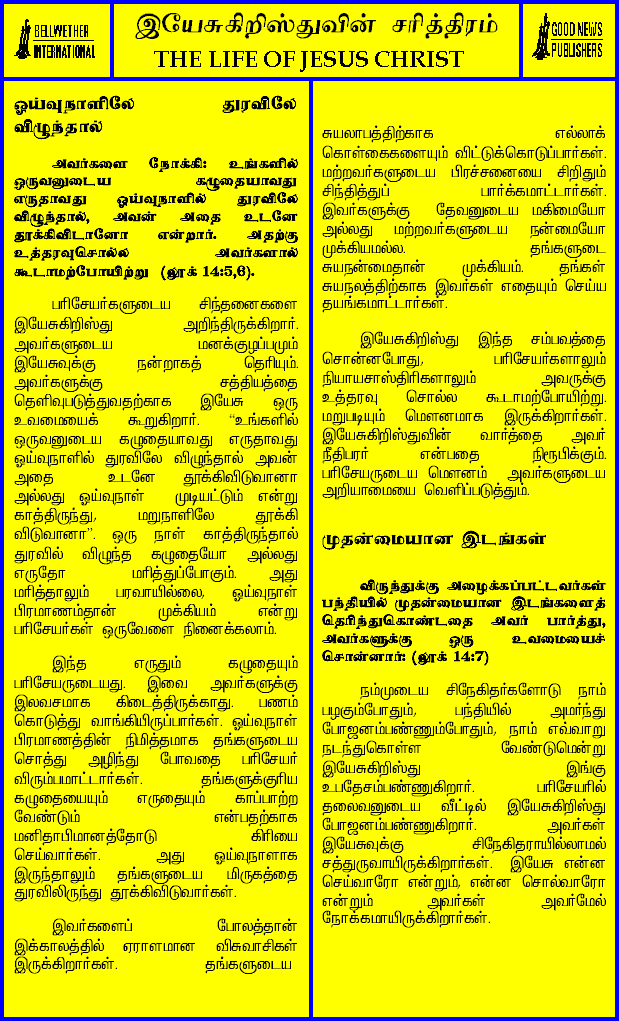 BELLWETHER
INTERNATIONAL
இயேசுகிறிஸ்துவின் சரித்திரம்
THE LIFE OF JESUS CHRIST
GOOD NEWS
PUBLISHERS
ஓய்வுநாளிலே துரவிலே
விழுந்தால்
அவர்களை நோக்கி: உங்களில்
ஒருவனுடைய கழுதையாவது
எருதாவது ஓய்வுநாளில் துரவிலே
விழுந்தால், அவன் அதை உடனே
தூக்கிவிடானோ என்றார். அதற்கு
உத்தரவுசொல்ல அவர்களால்
கூடாமற்போயிற்று (லூக் 14:5,6).
பரிசேயர்களுடைய சிந்தனைகளை
இயேசுகிறிஸ்து அறிந்திருக்கிறார்.
அவர்களுடைய மனக்குழப்பமும்
இயேசுவுக்கு நன்றாகத் தெரியும்.
அவர்களுக்கு சத்தியத்தை
தெளிவுபடுத்துவதற்காக இயேசு ஒரு
உவமையைக் கூறுகிறார். “உங்களில்
ஒருவனுடைய கழுதையாவது எருதாவது
ஓய்வுநாளில் துரவிலே விழுந்தால் அவன்
அதை உடனே தூக்கிவிடுவானா
அல்லது ஓய்வுநாள் முடியட்டும் என்று
காத்திருந்து, மறுநாளிலே தூக்கி
விடுவானா”. ஒரு நாள் காத்திருந்தால்
துரவில் விழுந்த கழுதையோ அல்லது
எருதோ மரித்துப்போகும். அது
மரித்தாலும் பரவாயில்லை, ஓய்வுநாள்
பிரமாணம்தான் முக்கியம் என்று
பரிசேயர்கள் ஒருவேளை நினைக்கலாம்.
இந்த எருதும் கழுதையும்
பரிசேயருடையது. இவை அவர்களுக்கு
இலவசமாக கிடைத்திருக்காது. பணம்
கொடுத்து வாங்கியிருப்பார்கள். ஓய்வுநாள்
பிரமாணத்தின் நிமித்தமாக தங்களுடைய
சொத்து அழிந்து போவதை பரிசேயர்
விரும்பமாட்டார்கள். தங்களுக்குரிய
கழுதையையும் எருதையும் காப்பாற்ற
வேண்டும் என்பதற்காக
மனிதாபிமானத்தோடு கிரியை
செய்வார்கள். அது ஓய்வுநாளாக
இருந்தாலும் தங்களுடைய மிருகத்தை
துரவிலிருந்து தூக்கிவிடுவார்கள்.
இவர்களைப் போலத்தான்
இக்காலத்தில் ஏராளமான விசுவாசிகள்
இருக்கிறார்கள். தங்களுடைய
சுயலாபத்திற்காக எல்லாக்
கொள்கைகளையும் விட்டுக்கொடுப்பார்கள்.
மற்றவர்களுடைய பிரச்சனையை சிறிதும்
சிந்தித்துப் பார்க்கமாட்டார்கள்.
இவர்களுக்கு தேவனுடைய மகிமையோ
அல்லது மற்றவர்களுடைய நன்மையோ
முக்கியமல்ல. தங்களுடை
சுயநன்மைதான் முக்கியம். தங்கள்
சுயநலத்திற்காக இவர்கள் எதையும் செய்ய
தயங்கமாட்டார்கள்.
இயேசுகிறிஸ்து இந்த சம்பவத்தை
சொன்னபோது, பரிசேயர்களாலும்
நியாயசாஸ்திரிகளாலும் அவருக்கு
உத்தரவு சொல்ல கூடாமற்போயிற்று.
மறுபடியும் மௌனமாக இருக்கிறார்கள்.
இயேசுகிறிஸ்துவின் வார்த்தை அவர்
நீதிபரர் என்பதை நிரூபிக்கும்.
பரிசேயருடைய மௌனம் அவர்களுடைய
அறியாமையை வெளிப்படுத்தும்.
முதன்மையான இடங்கள்
விருந்துக்கு அழைக்கப்பட்டவர்கள்
பந்தியில் முதன்மையான இடங்களைத்
தெரிந்துகொண்டதை அவர் பார்த்து,
அவர்களுக்கு ஒரு உவமையைச்
சொன்னார்: (லூக் 14:7)
நம்முடைய சிநேகிதர்களோடு நாம்
பழகும்போதும், பந்தியில் அமர்ந்து
போஜனம்பண்ணும்போதும், நாம் எவ்வாறு
நடந்துகொள்ள வேண்டுமென்று
இயேசுகிறிஸ்து இங்கு
உபதேசம்பண்ணுகிறார். பரிசேயரில்
தலைவனுடைய வீட்டில் இயேசுகிறிஸ்து
போஜனம்பண்ணுகிறார். அவர்கள்
இயேசுவுக்கு சிநேகிதராயில்லாமல்
சத்துருவாயிருக்கிறார்கள். இயேசு என்ன
செய்வாரோ என்றும், என்ன சொல்வாரோ
என்றும் அவர்கள் அவர்மேல்
நோக்கமாயிருக்கிறார்கள்.